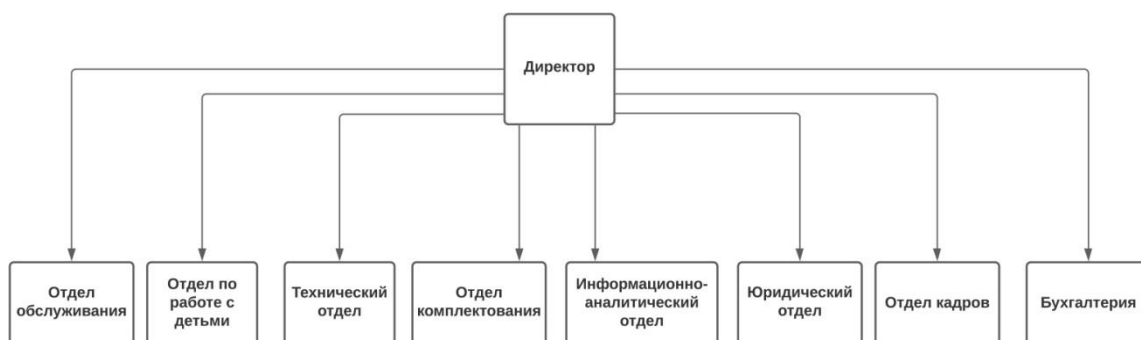 Директор
Отдел
обслуживания
Отдел по
работе с
детьми
Технический
отдел
Отдел
комплектования
Информационно-
аналитический
отдел
Юридический
отдел
Отдел кадров
Бухгалтерия